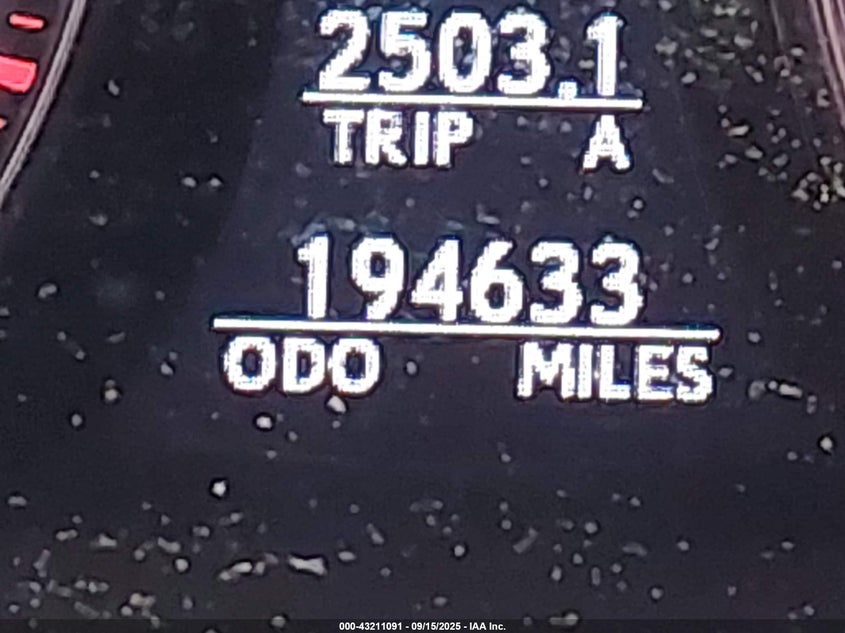 2503.1
TRIP A
194633
ODO MILES
000-43211091 - 09/15/2025 - IAA Inc.